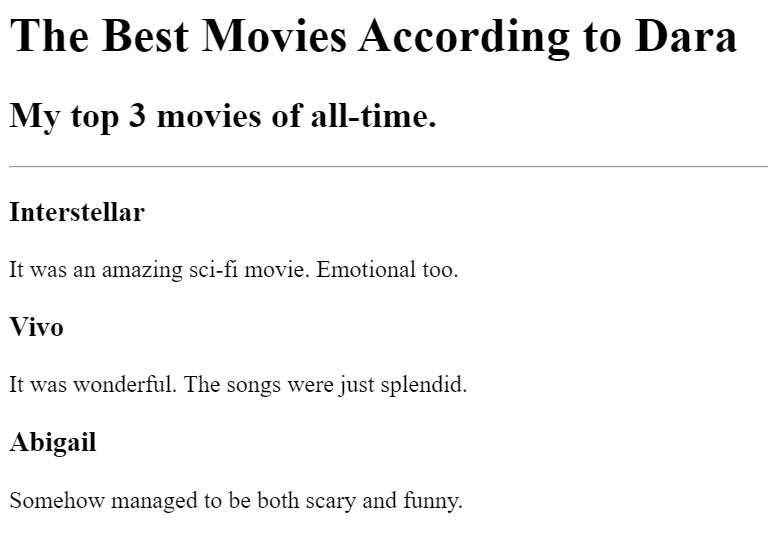 The Best Movies According to Dara
My top 3 movies of all-time.
Interstellar
It was an amazing sci-fi movie. Emotional too.
Vivo
It was wonderful. The songs were just splendid.
Abigail
Somehow managed to be both scary and funny.